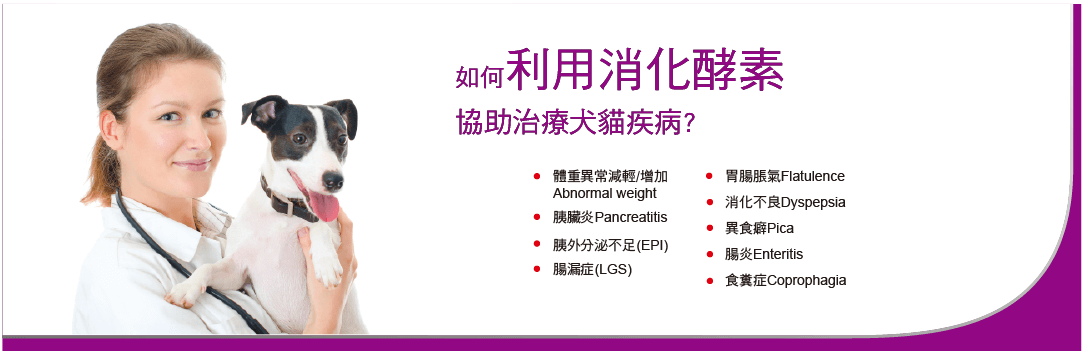 如何利用消化酵素
協助治療犬貓疾病?
體重異常減輕/增加
Abnormal weight
胰臟炎Pancreatitis
胰外分泌不足(EPI)
腸漏症(LGS)
胃腸脹氣Flatulence
消化不良Dyspepsia
異食癖Pica
腸炎Enteritis
食糞症Coprophagia